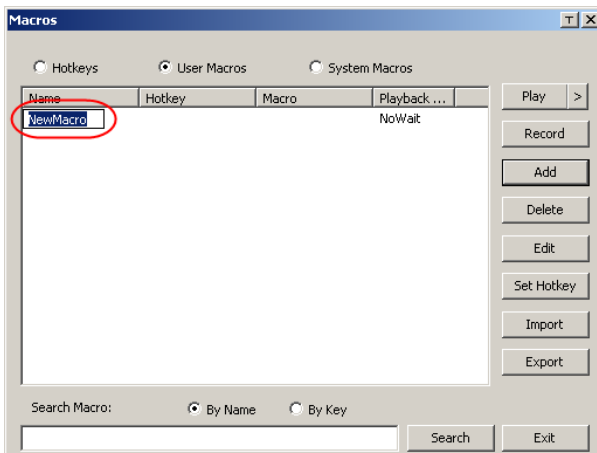 Macros
Hotkeys User Macros System Macros
Name Hotkey Macro Playback ...
NewMacro NoWait
Play >
Record
Add
Delete
Edit
Set Hotkey
Import
Export
Search Macro: By Name By Key
Search Exit